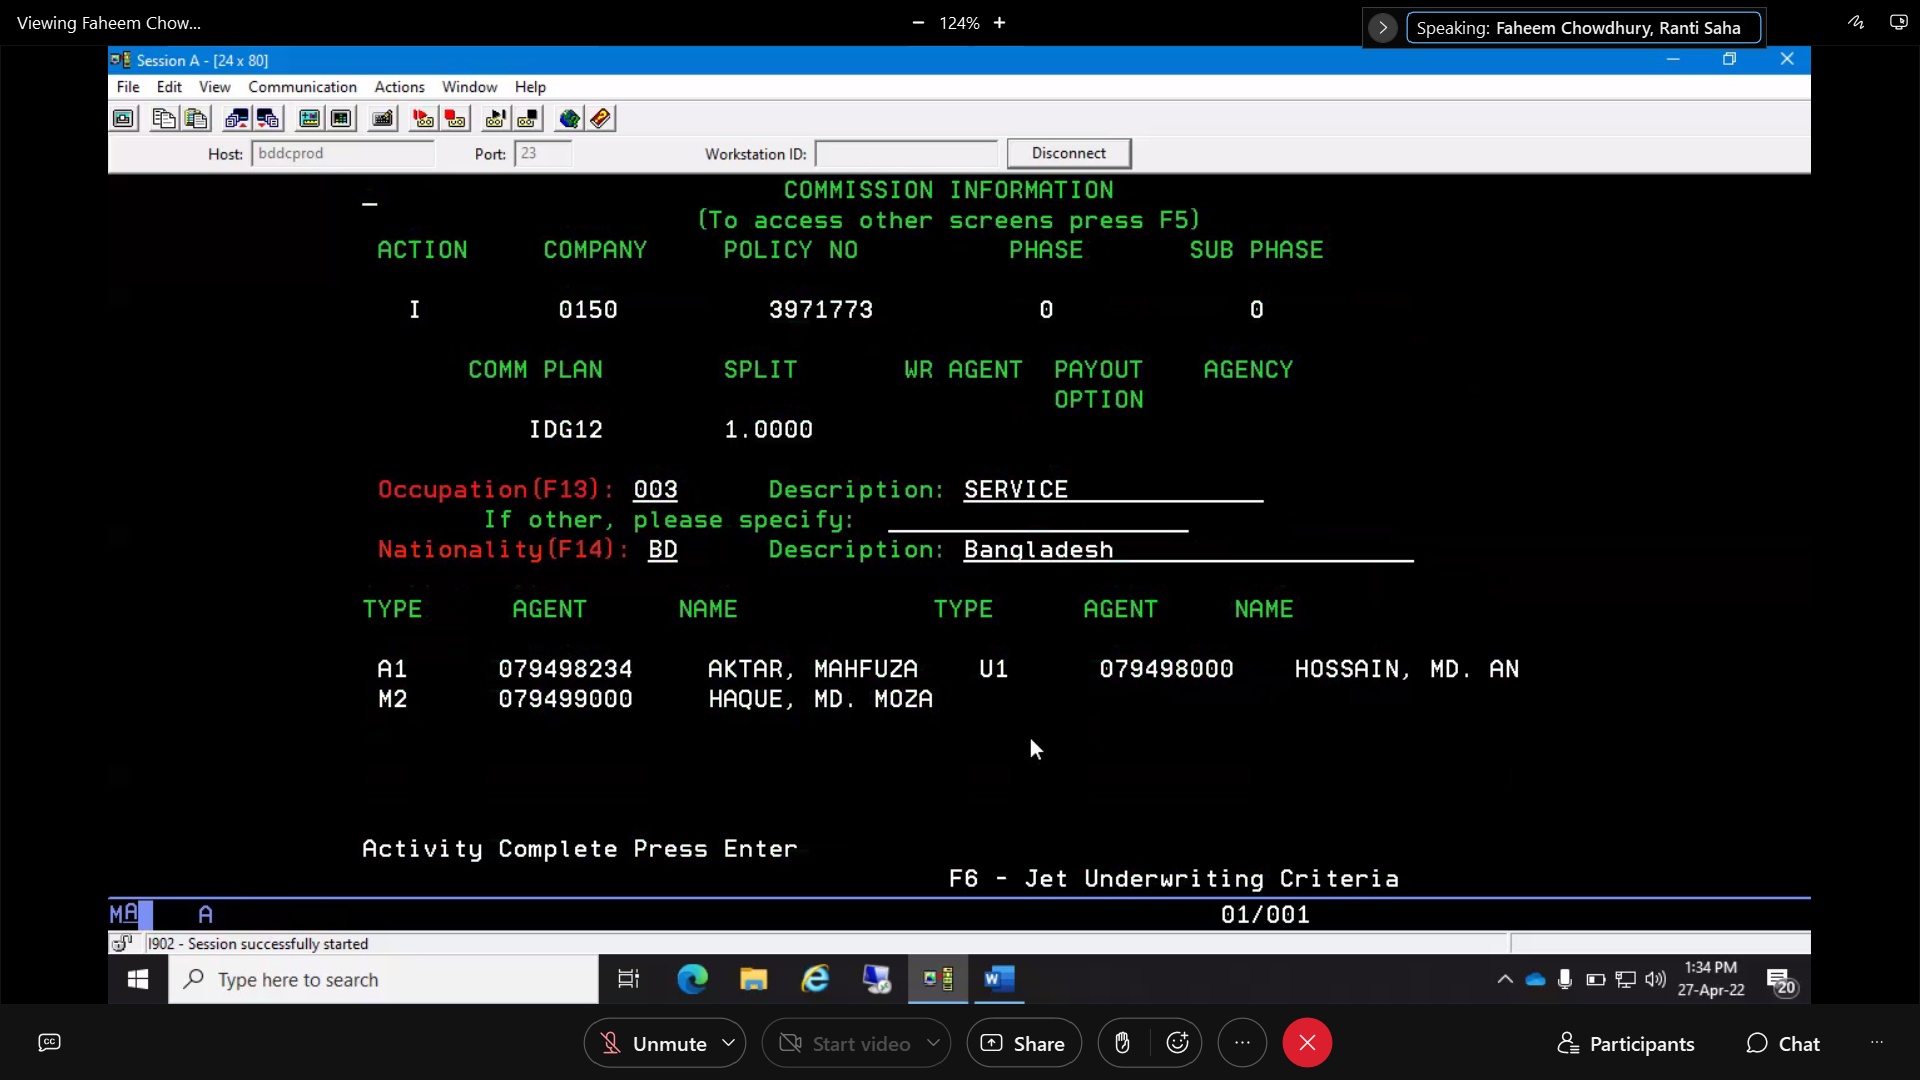 Viewing Faheem Chow...
124%
Speaking: Faheem Chowdhury, Ranti Saha
Session A - [24 x 80]
File Edit View Communication Actions Window Help
Host: bddcprod Port: 23 Workstation ID: Disconnect
COMMISSION INFORMATION
(To access other screens press F5)
ACTION COMPANY POLICY NO PHASE SUB PHASE
I 0150 3971773 0 0
COMM PLAN SPLIT WR AGENT PAYOUT AGENCY
OPTION
IDG12 1.0000
Occupation(F13): 003 Description: SERVICE
If other, please specify:
Nationality(F14): BD Description: Bangladesh
TYPE AGENT NAME TYPE AGENT NAME
A1 079498234 AKTAR, MAHFUZA U1 079498000 HOSSAIN, MD. AN
M2 079499000 HAQUE, MD. MOZA
Activity Complete Press Enter
F6 - Jet Underwriting Criteria
MA A 01/001
I902 - Session successfully started
Type here to search
1:34 PM
27-Apr-22
20
Unmute Start video Share Participants Chat